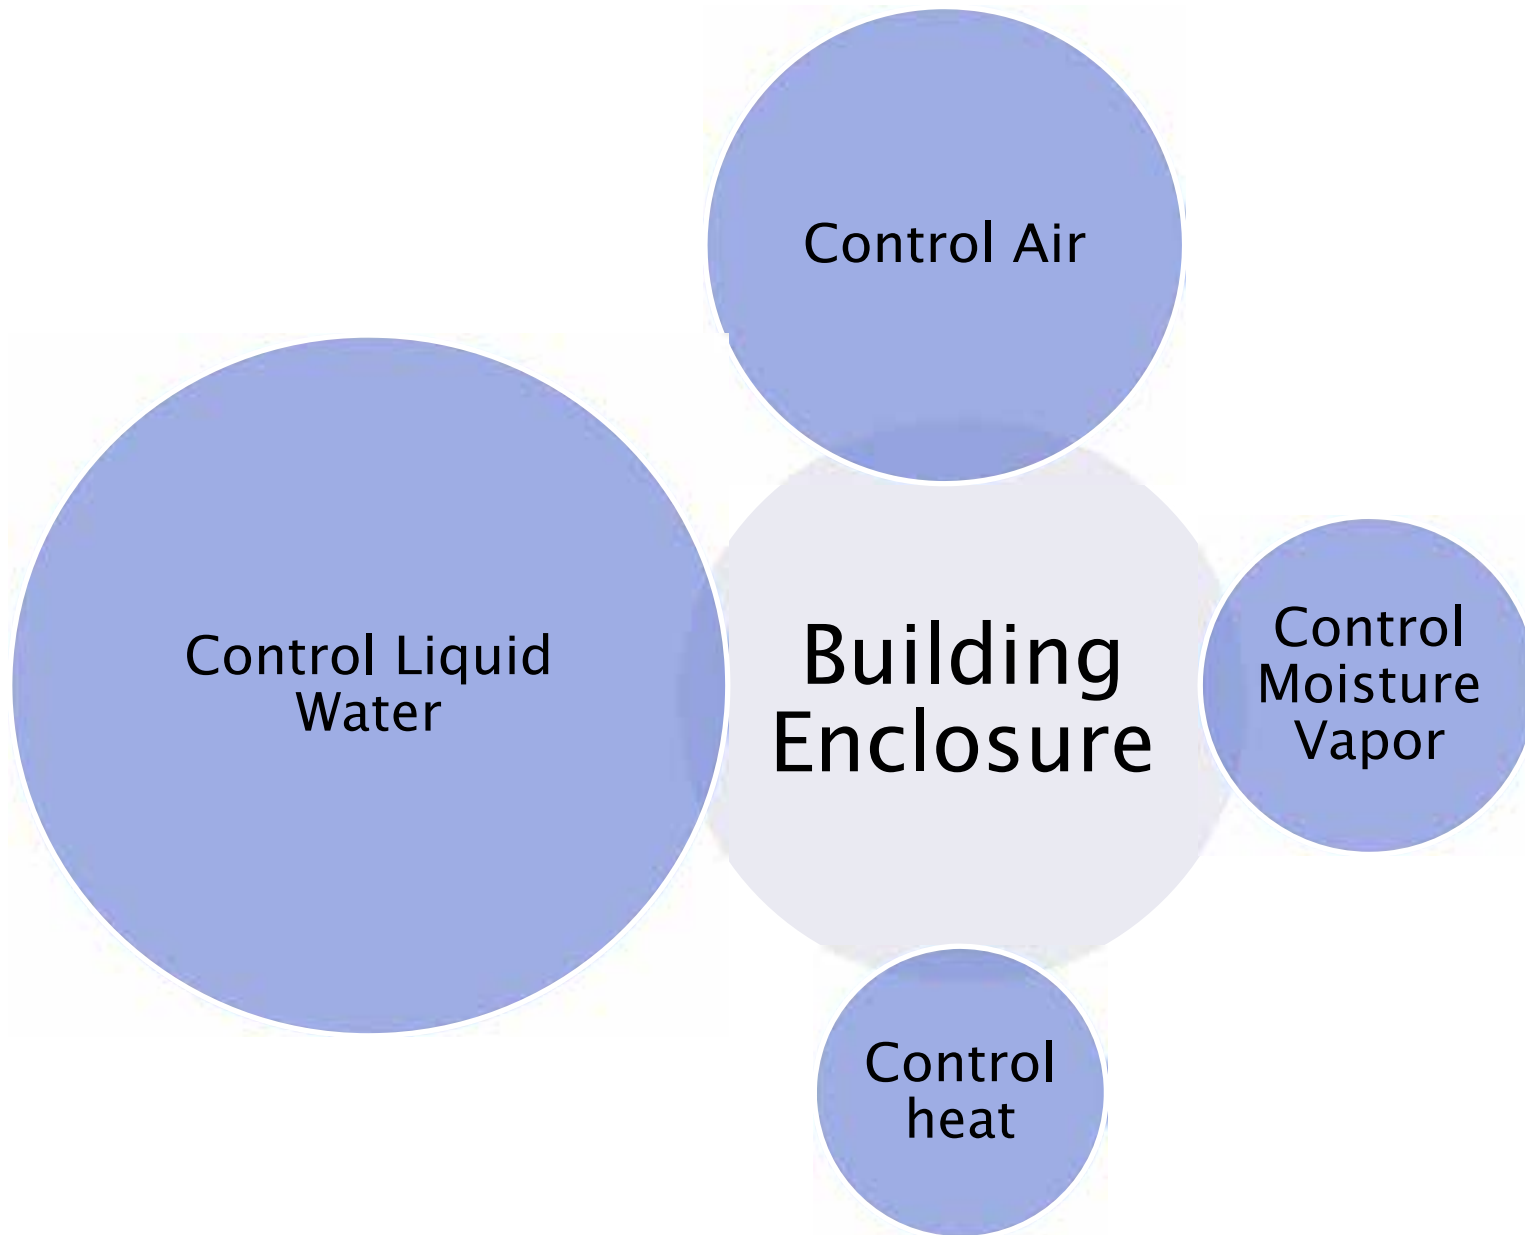 Control Air
Control Liquid
Water
Building
Enclosure
Control
Moisture
Vapor
Control
heat